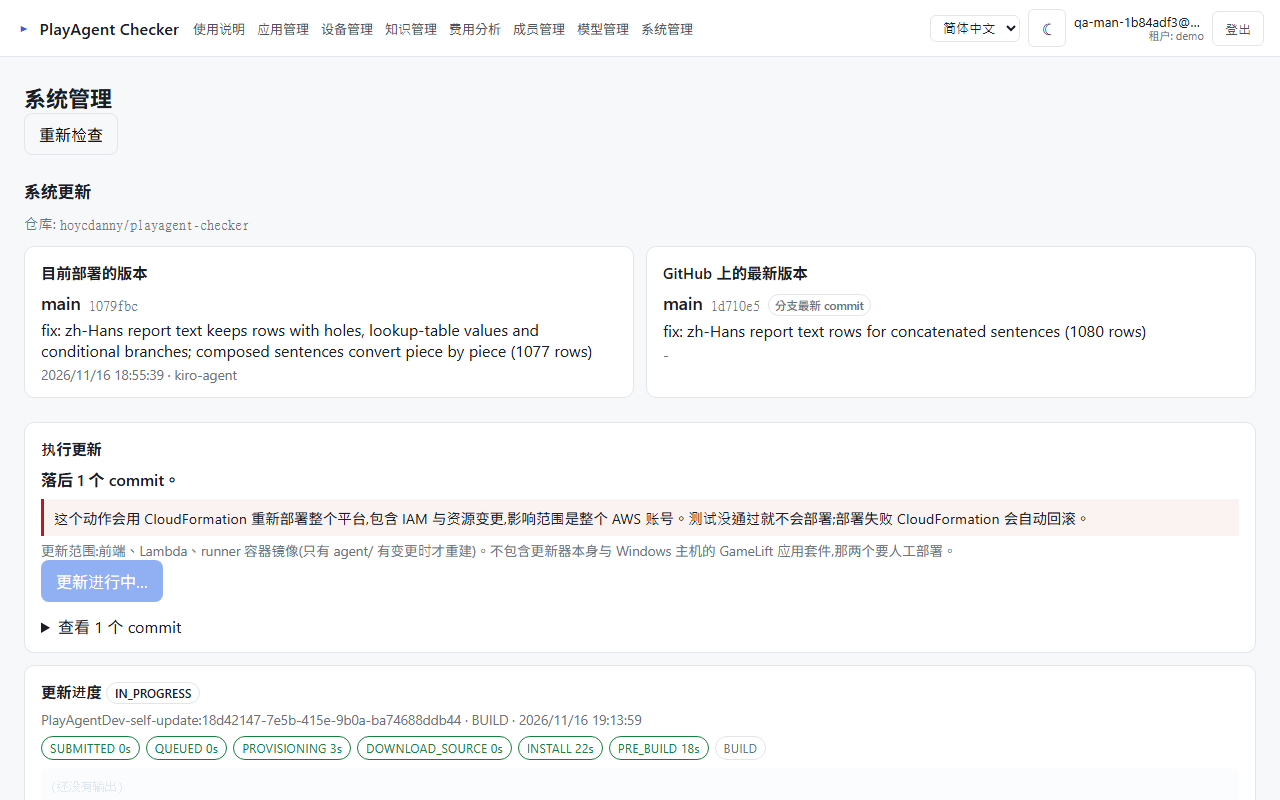 PlayAgent Checker 使用说明 应用管理 设备管理 知识管理 费用分析 成员管理 模型管理 系统管理 简体中文 qa-man-1b84adf3@... 登出
租户: demo
系统管理
重新检查
系统更新
仓库: hoycdanny/playagent-checker
目前部署的版本
main 1079fbc
fix: zh-Hans report text keeps rows with holes, lookup-table values and
conditional branches; composed sentences convert piece by piece (1077 rows)
2026/11/16 18:55:39 · kiro-agent
GitHub 上的最新版本
main 1d710e5 分支最新 commit
fix: zh-Hans report text rows for concatenated sentences (1080 rows)
-
执行更新
落后 1 个 commit。
这个动作会用 CloudFormation 重新部署整个平台,包含 IAM 与资源变更,影响范围是整个 AWS 账号。测试没通过就不会部署;部署失败 CloudFormation 会自动回滚。
更新范围:前端、Lambda、runner 容器镜像(只有 agent/ 有变更时才重建)。不包含更新器本身与 Windows 主机的 GameLift 应用套件,那两个要人工部署。
更新进行中...
查看 1 个 commit
更新进度 IN_PROGRESS
PlayAgentDev-self-update:18d42147-7e5b-415e-9b0a-ba74688ddb44 · BUILD · 2026/11/16 19:13:59
SUBMITTED 0s QUEUED 0s PROVISIONING 3s DOWNLOAD_SOURCE 0s INSTALL 22s PRE_BUILD 18s BUILD
(还没有输出)